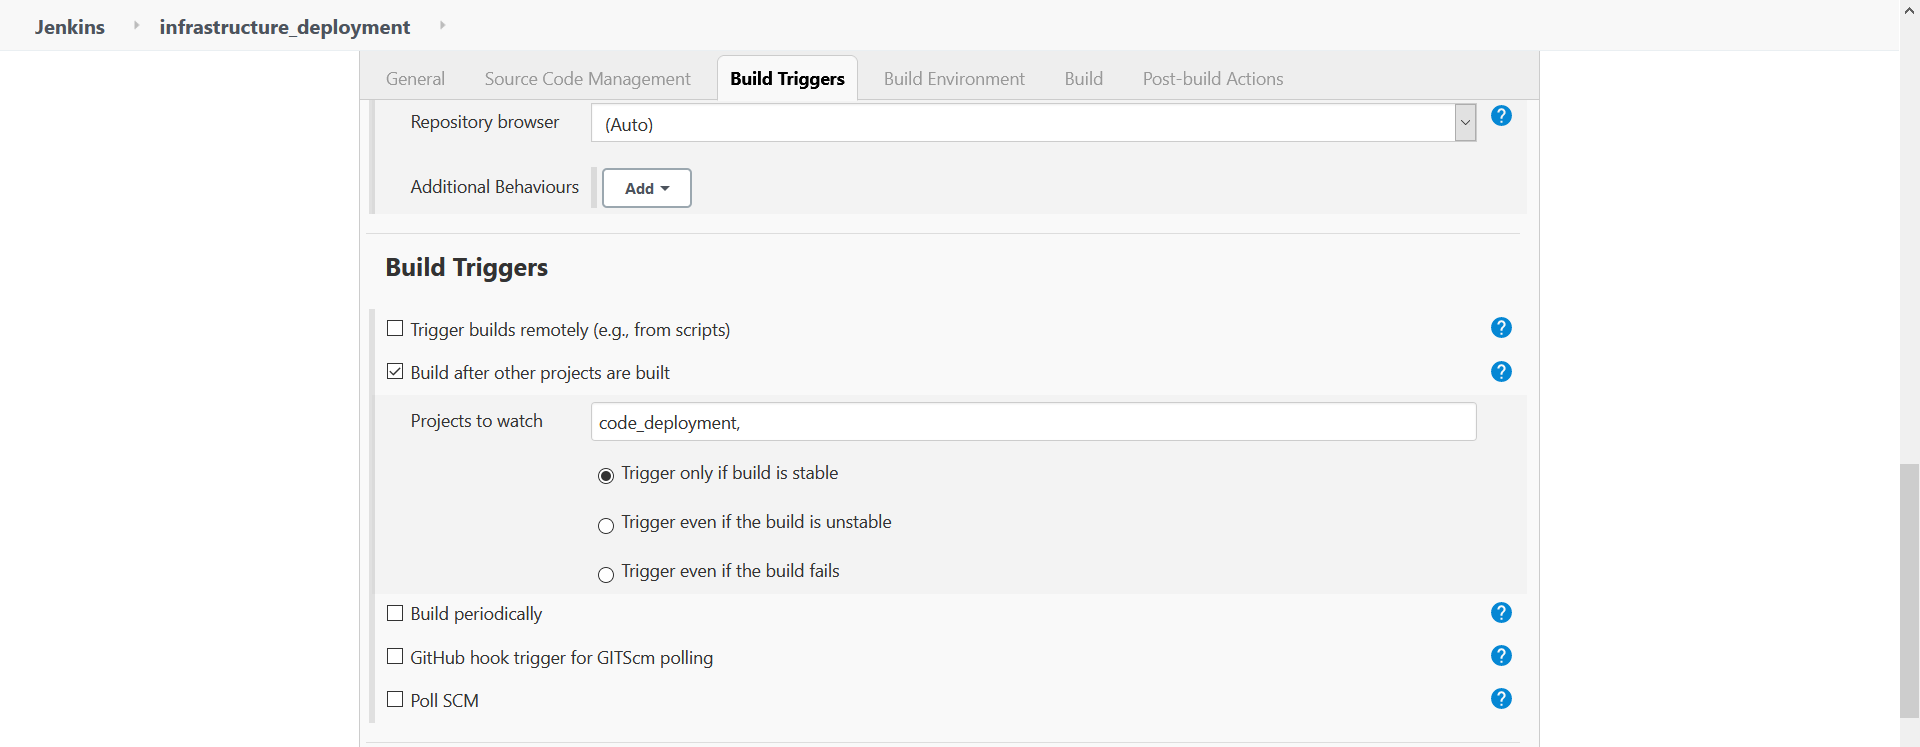 Jenkins infrastructure_deployment
General Source Code Management Build Triggers Build Environment Build Post-build Actions
Repository browser (Auto) ?
Additional Behaviours Add
Build Triggers
Trigger builds remotely (e.g., from scripts) ?
Build after other projects are built ?
Projects to watch code_deployment,
Trigger only if build is stable
Trigger even if the build is unstable
Trigger even if the build fails
Build periodically ?
GitHub hook trigger for GITScm polling ?
Poll SCM ?